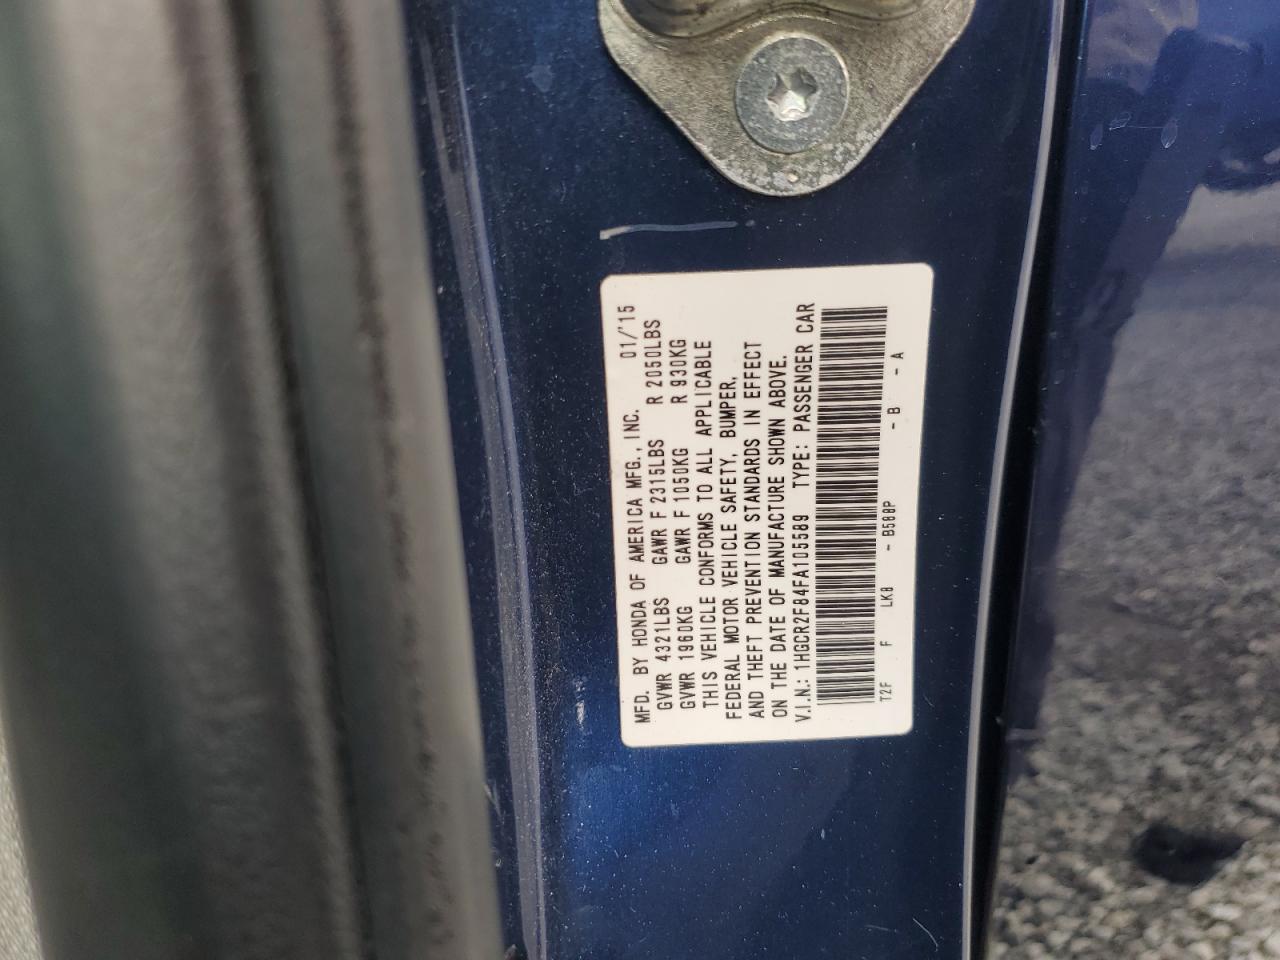 MFD. BY HONDA OF AMERICA MFG., INC. 01/'15
GVWR 4321LBS GAWR F 2315LBS R 2050LBS
GVWR 1960KG GAWR F 1050KG R 930KG
THIS VEHICLE CONFORMS TO ALL APPLICABLE
FEDERAL MOTOR VEHICLE SAFETY, BUMPER,
AND THEFT PREVENTION STANDARDS IN EFFECT
ON THE DATE OF MANUFACTURE SHOWN ABOVE.
V.I.N.: 1HGCR2F84FA105589 TYPE: PASSENGER CAR
T2F F LK8 - B588P - B - A